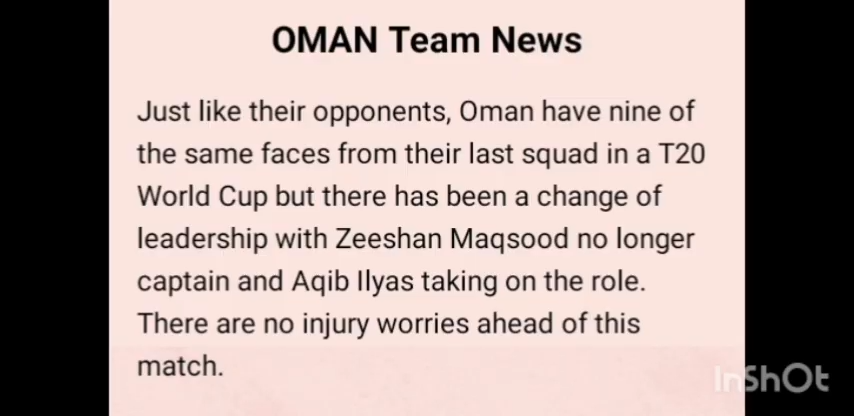 OMAN Team News
Just like their opponents, Oman have nine of
the same faces from their last squad in a T20
World Cup but there has been a change of
leadership with Zeeshan Maqsood no longer
captain and Aqib Ilyas taking on the role.
There are no injury worries ahead of this
match.
InShOt